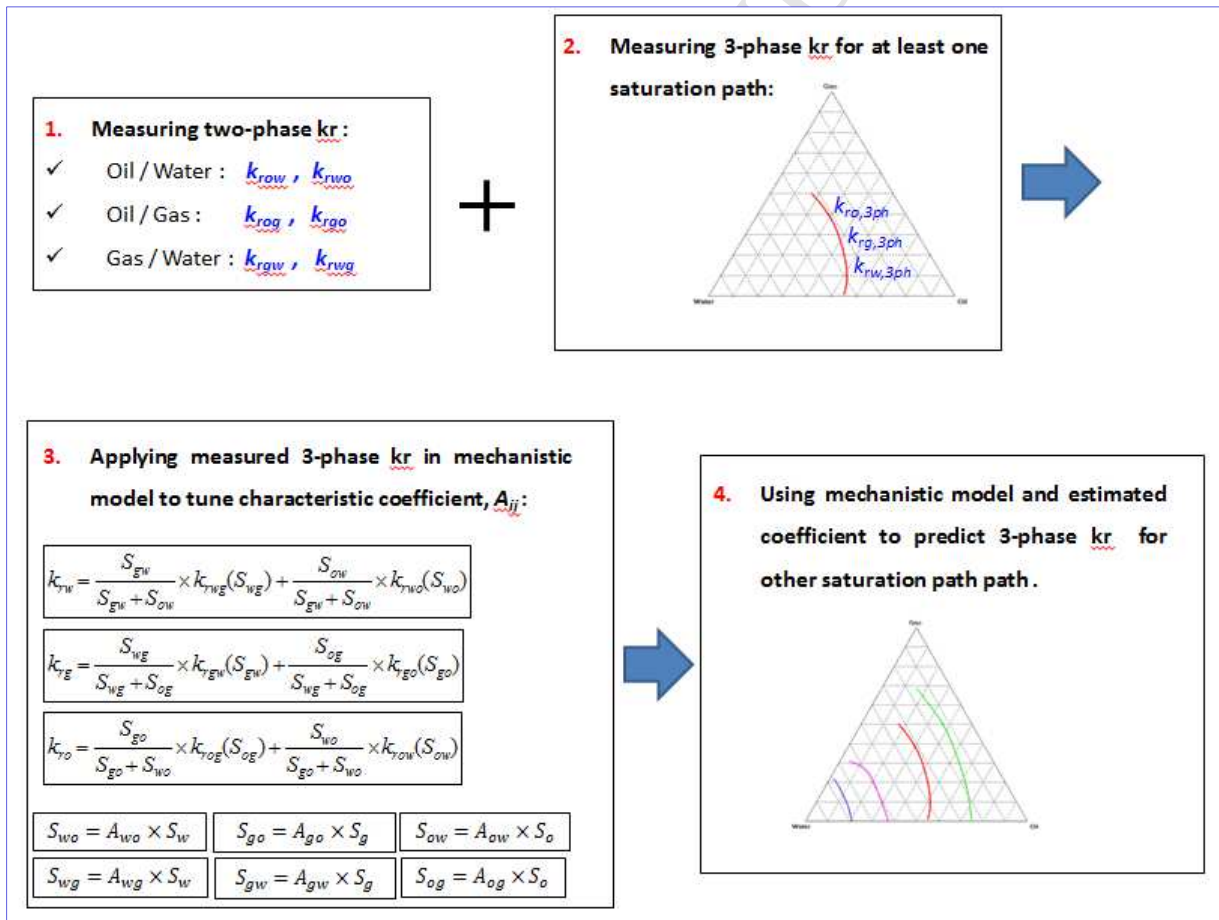 1. Measuring two-phase kr :
✓ Oil / Water : k_row , k_rwo
✓ Oil / Gas : k_rog , k_rgo
✓ Gas / Water : k_rgw , k_rwg
+
2. Measuring 3-phase kr for at least one
saturation path:
Gas
k_ro,3ph
k_rg,3ph
k_rw,3ph
Water Oil
3. Applying measured 3-phase kr in mechanistic
model to tune characteristic coefficient, A_ij :
k_rw = S_gw / (S_gw + S_ow) × k_rwg(S_wg) + S_ow / (S_gw + S_ow) × k_rwo(S_wo)
k_rg = S_wg / (S_wg + S_og) × k_rgw(S_gw) + S_og / (S_wg + S_og) × k_rgo(S_go)
k_ro = S_go / (S_go + S_wo) × k_rog(S_og) + S_wo / (S_go + S_wo) × k_row(S_ow)
S_wo = A_wo × S_w S_go = A_go × S_g S_ow = A_ow × S_o
S_wg = A_wg × S_w S_gw = A_gw × S_g S_og = A_og × S_o
4. Using mechanistic model and estimated
coefficient to predict 3-phase kr for
other saturation path path .
Gas
Water Oil